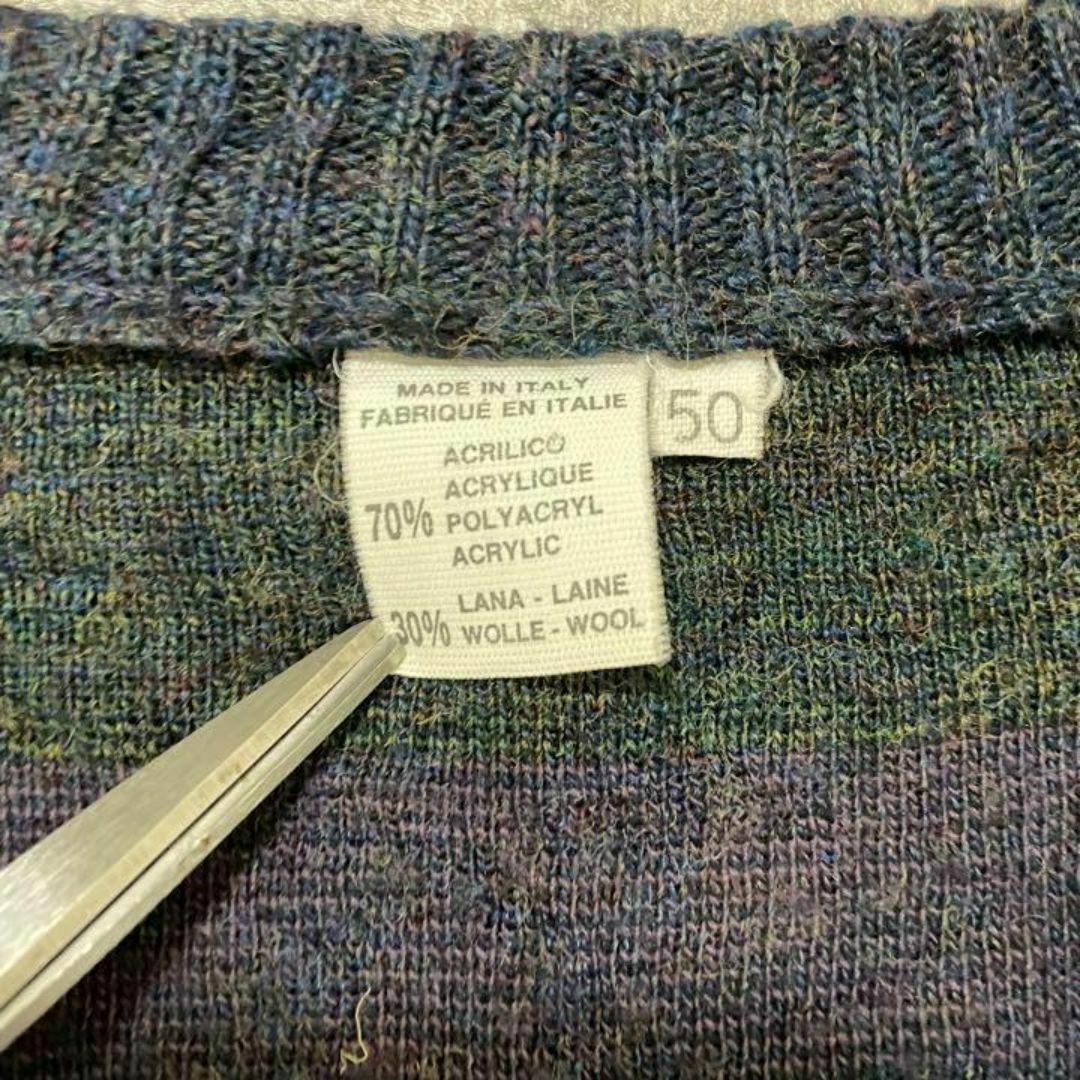 MADE IN ITALY
FABRIQUÉ EN ITALIE
50
ACRILICO
ACRYLIQUE
70% POLYACRYL
ACRYLIC
LANA - LAINE
30% WOLLE - WOOL